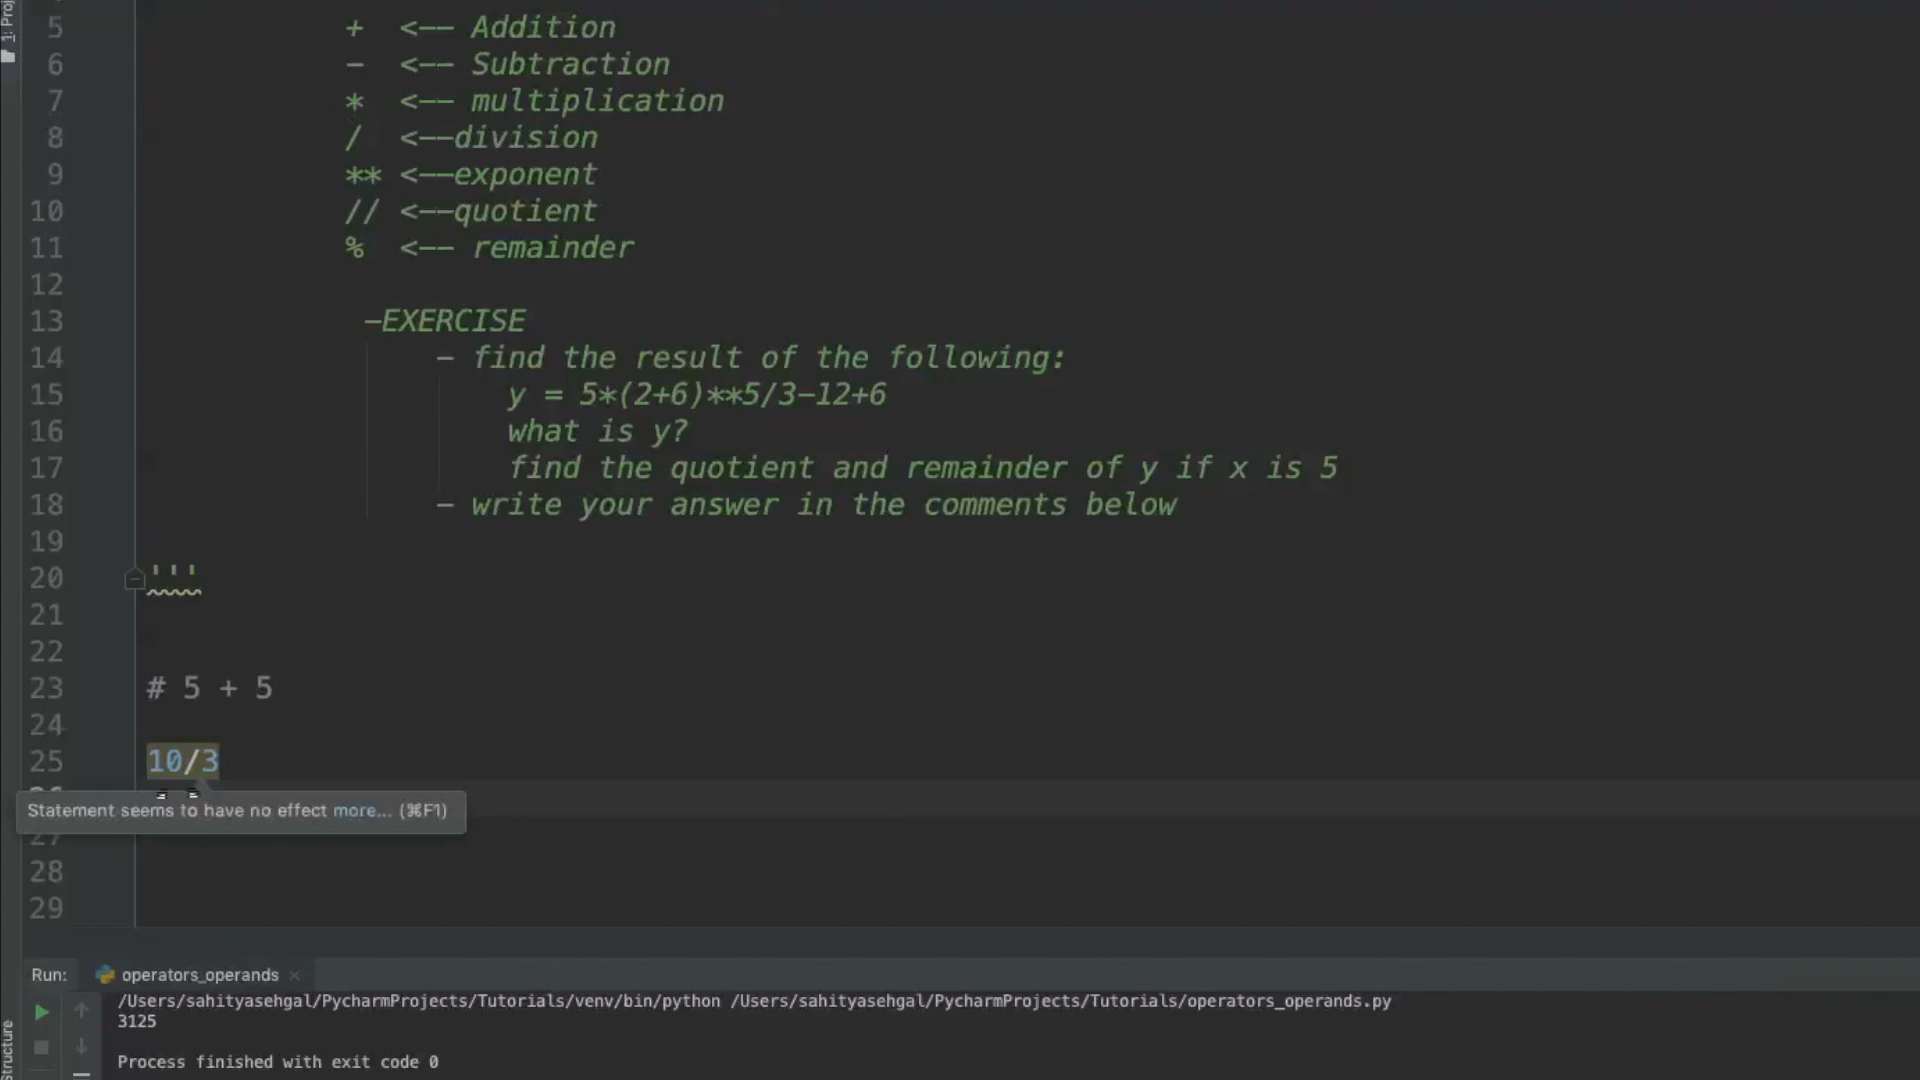 1: Proj
5 + <-- Addition
6 - <-- Subtraction
7 * <-- multiplication
8 / <--division
9 ** <--exponent
10 // <--quotient
11 % <-- remainder
12
13 -EXERCISE
14 - find the result of the following:
15 y = 5*(2+6)**5/3-12+6
16 what is y?
17 find the quotient and remainder of y if x is 5
18 - write your answer in the comments below
19
20 '''
21
22
23 # 5 + 5
24
25 10/3
Statement seems to have no effect more... (⌘F1)
27
28
29
Run: operators_operands ×
/Users/sahityasehgal/PycharmProjects/Tutorials/venv/bin/python /Users/sahityasehgal/PycharmProjects/Tutorials/operators_operands.py
3125
Process finished with exit code 0
Structure